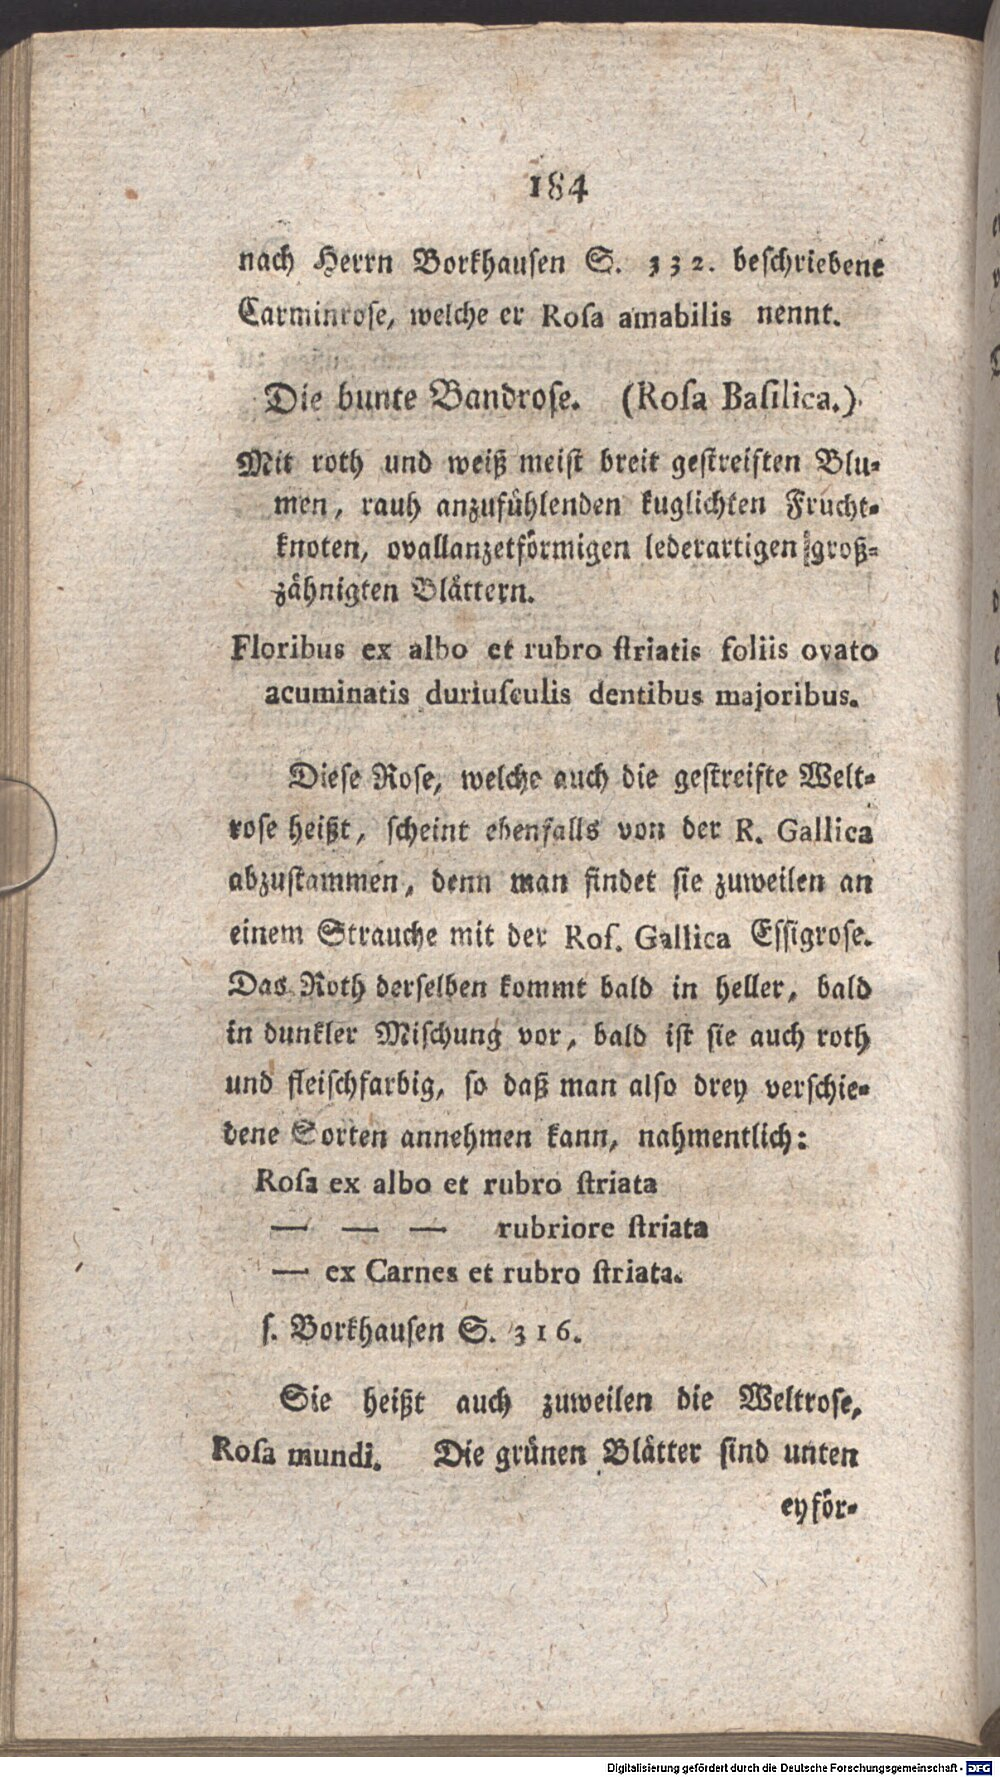 184
nach Herrn Borkhausen S. 332. beschriebene
Carminrose, welche er Roſa amabilis nennt.
Die bunte Bandrose. (Roſa Baſilica.)
Mit roth und weiß meist breit gestreiften Blu-
men, rauh anzufühlenden kuglichten Frucht-
knoten, ovallanzetförmigen lederartigen groß-
zähnigten Blättern.
Floribus ex albo et rubro ſtriatis foliis ovato
acuminatis duriuſculis dentibus majoribus.
Diese Rose, welche auch die gestreifte Welt-
rose heißt, scheint ebenfalls von der R. Gallica
abzustammen, denn man findet sie zuweilen an
einem Strauche mit der Roſ. Gallica Essigrose.
Das Roth derselben kommt bald in heller, bald
in dunkler Mischung vor, bald ist sie auch roth
und fleischfarbig, so daß man also drey verschie-
dene Sorten annehmen kann, nahmentlich:
Roſa ex albo et rubro ſtriata
— — — rubriore ſtriata
— ex Carnes et rubro ſtriata.
s. Borkhausen S. 316.
Sie heißt auch zuweilen die Weltrose,
Roſa mundi. Die grünen Blätter sind unten
eyför-
Digitalisierung gefördert durch die Deutsche Forschungsgemeinschaft - DFG